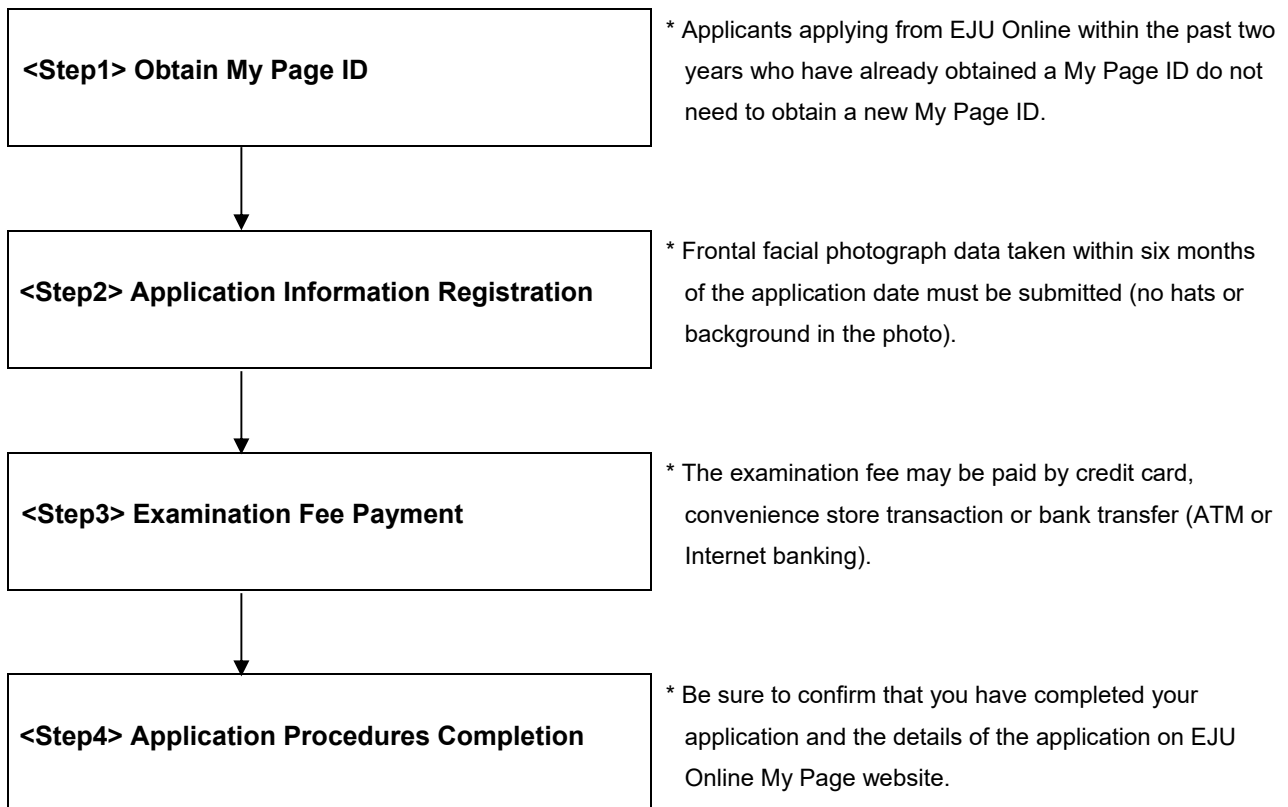 <Step1> Obtain My Page ID
* Applicants applying from EJU Online within the past two
years who have already obtained a My Page ID do not
need to obtain a new My Page ID.
<Step2> Application Information Registration
* Frontal facial photograph data taken within six months
of the application date must be submitted (no hats or
background in the photo).
<Step3> Examination Fee Payment
* The examination fee may be paid by credit card,
convenience store transaction or bank transfer (ATM or
Internet banking).
<Step4> Application Procedures Completion
* Be sure to confirm that you have completed your
application and the details of the application on EJU
Online My Page website.